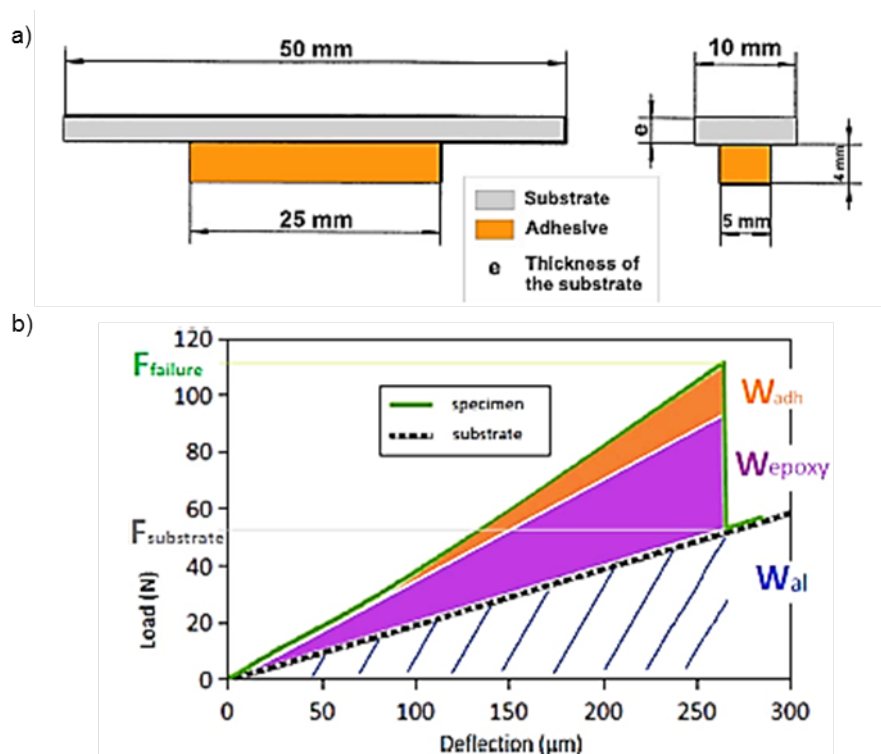 a)
50 mm
10 mm
e
4 mm
25 mm
5 mm
Substrate
Adhesive
e Thickness of
the substrate
b)
120
Ffailure
100
80
60
Fsubstrate
40
20
0
Load (N)
specimen
substrate
Wadh
Wepoxy
Wal
0 50 100 150 200 250 300
Deflection (µm)